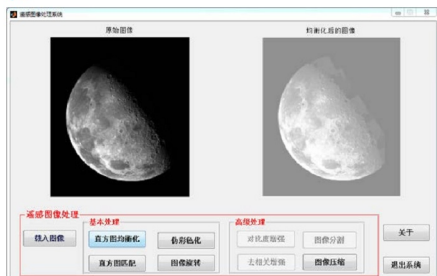 遥感图像处理系统
原始图像
均衡化后的图像
遥感图像处理
基本处理
高级处理
载入图像
直方图均衡化
伪彩色化
对比度增强
图像分割
关于
直方图匹配
图像旋转
去相关增强
图像压缩
退出系统